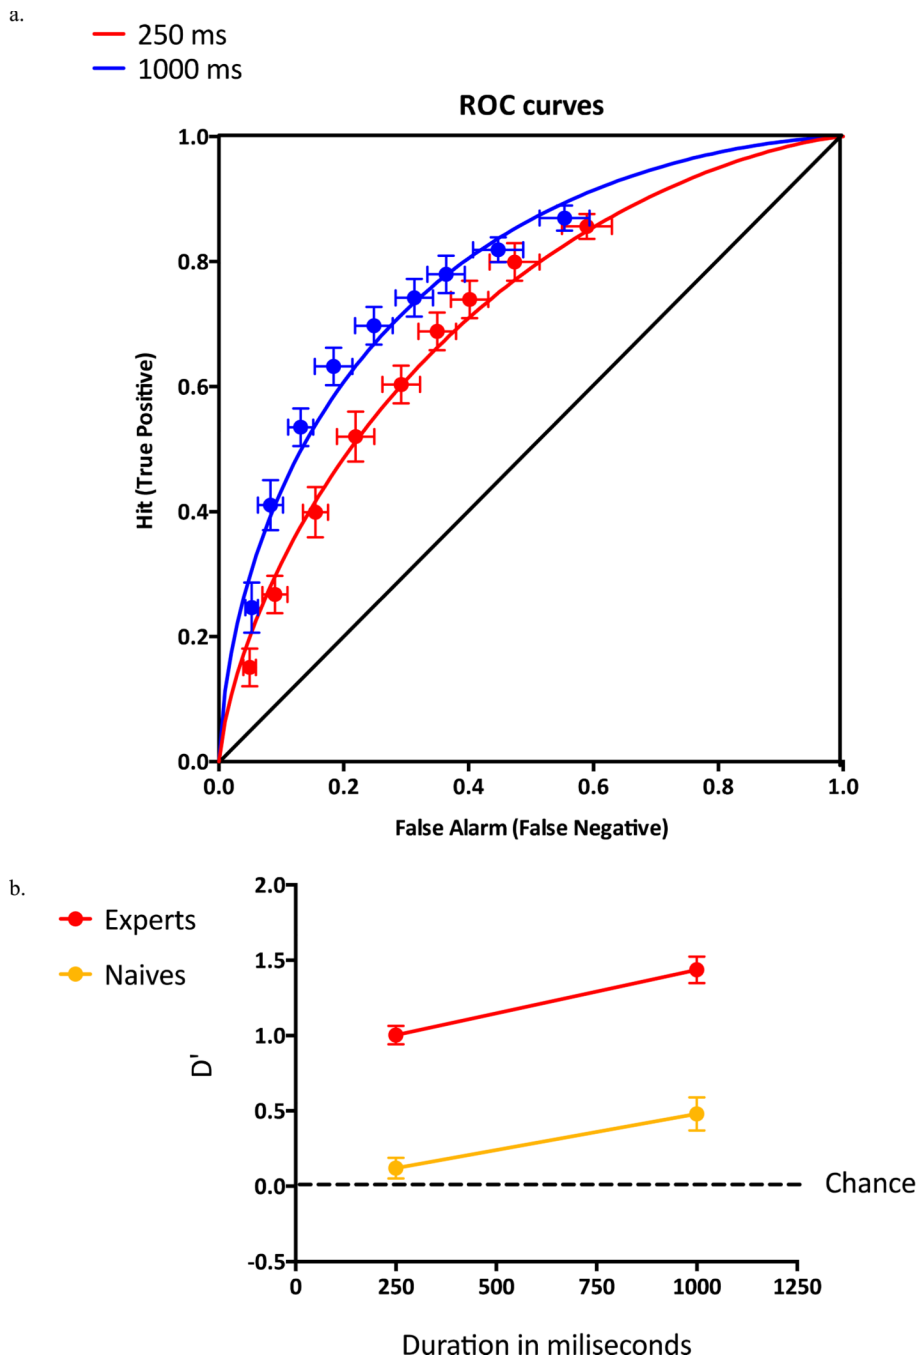 a.
250 ms
1000 ms
ROC curves
1.0
0.8
0.6
0.4
0.2
0.0
Hit (True Positive)
0.0 0.2 0.4 0.6 0.8 1.0
False Alarm (False Negative)
b.
Experts
Naives
2.0
1.5
1.0
0.5
0.0
-0.5
D'
Chance
0 250 500 750 1000 1250
Duration in miliseconds